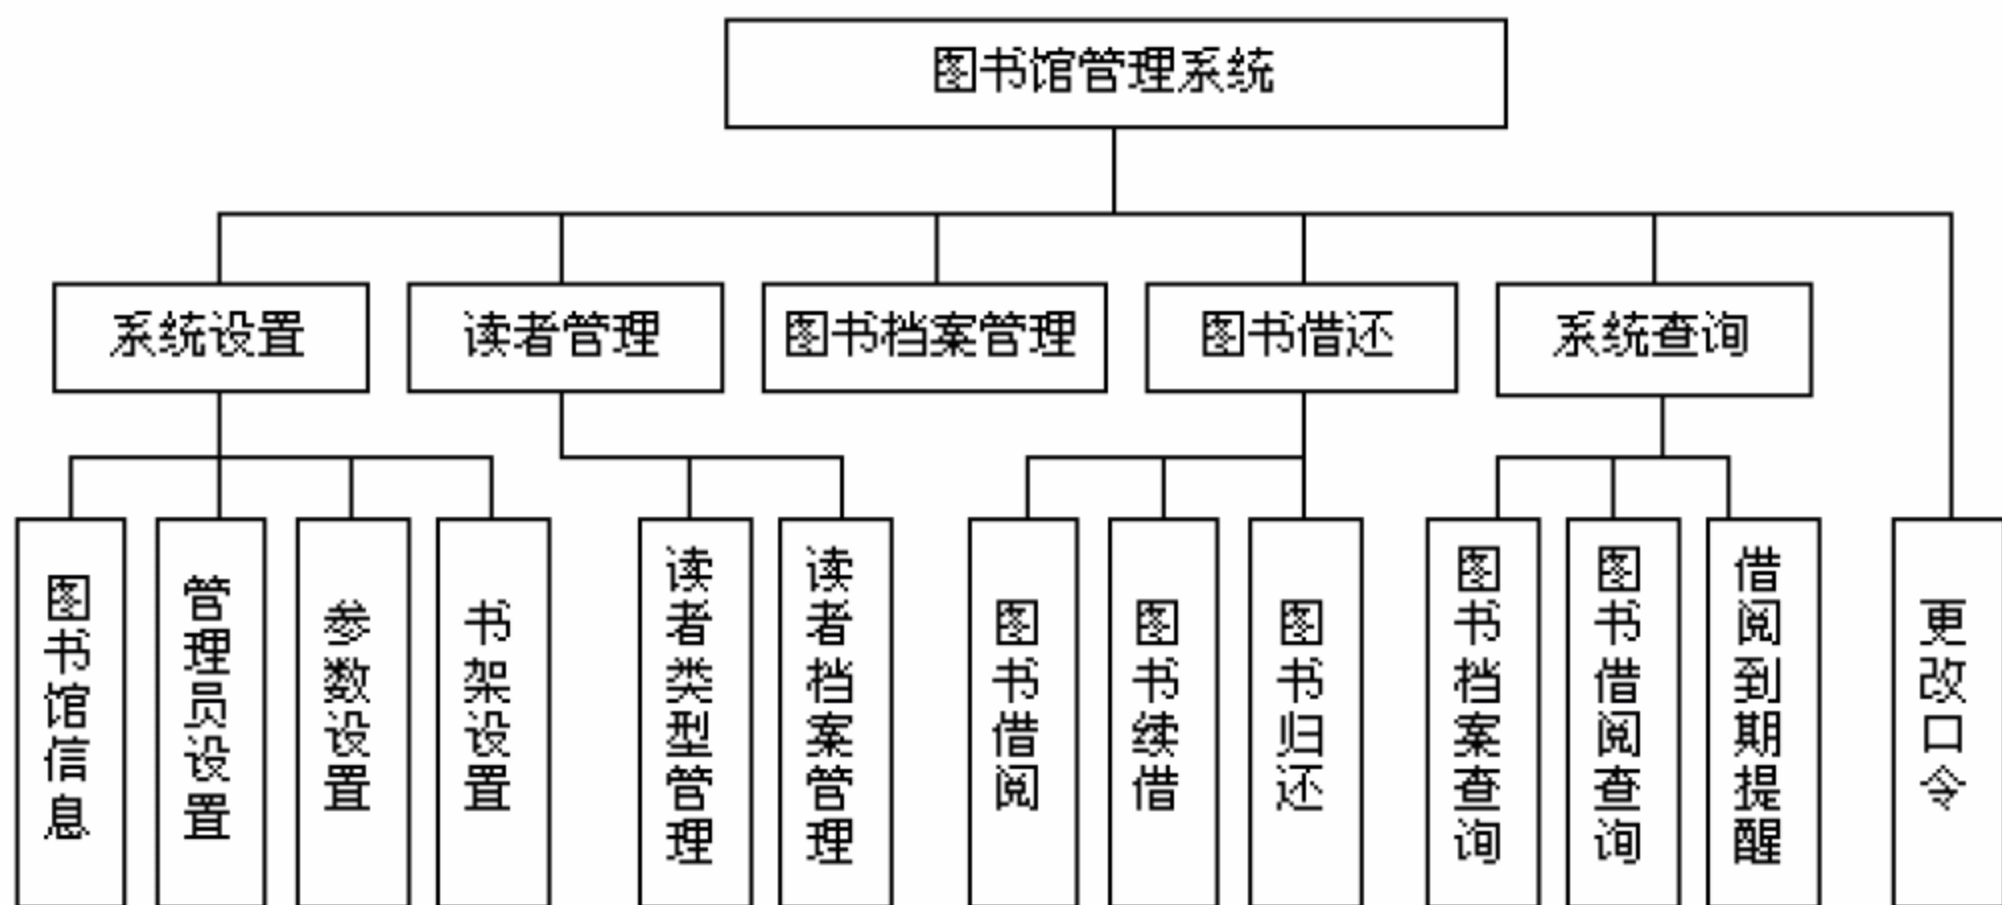 图书馆管理系统
系统设置
读者管理
图书档案管理
图书借还
系统查询
图书馆信息
管理员设置
参数设置
书架设置
读者类型管理
读者档案管理
图书借阅
图书续借
图书归还
图书档案查询
图书借阅查询
借阅到期提醒
更改口令